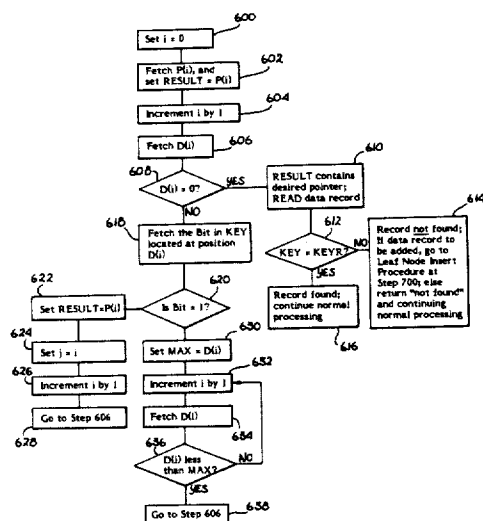 600
Set j = 0
Fetch P(i), and
set RESULT = P(i)
602
Increment i by 1
604
Fetch D(i)
606
608
D(i) = 0?
YES
NO
610
RESULT contains
desired pointer;
READ data record
612
KEY = KEYR?
NO
YES
614
Record not found;
If data record to
be added, go to
Leaf Node Insert
Procedure at
Step 700; else
return "not found"
and continuing
normal processing
Record found;
continue normal
processing
616
618
Fetch the Bit in KEY
located at position
D(i)
620
Is Bit = 1?
622
Set RESULT=P(i)
624
Set j = i
626
Increment i by 1
Go to Step 606
628
650
Set MAX = D(i)
652
Increment i by 1
Fetch D(i)
654
656
D(i) less
than MAX?
NO
YES
Go to Step 606
658